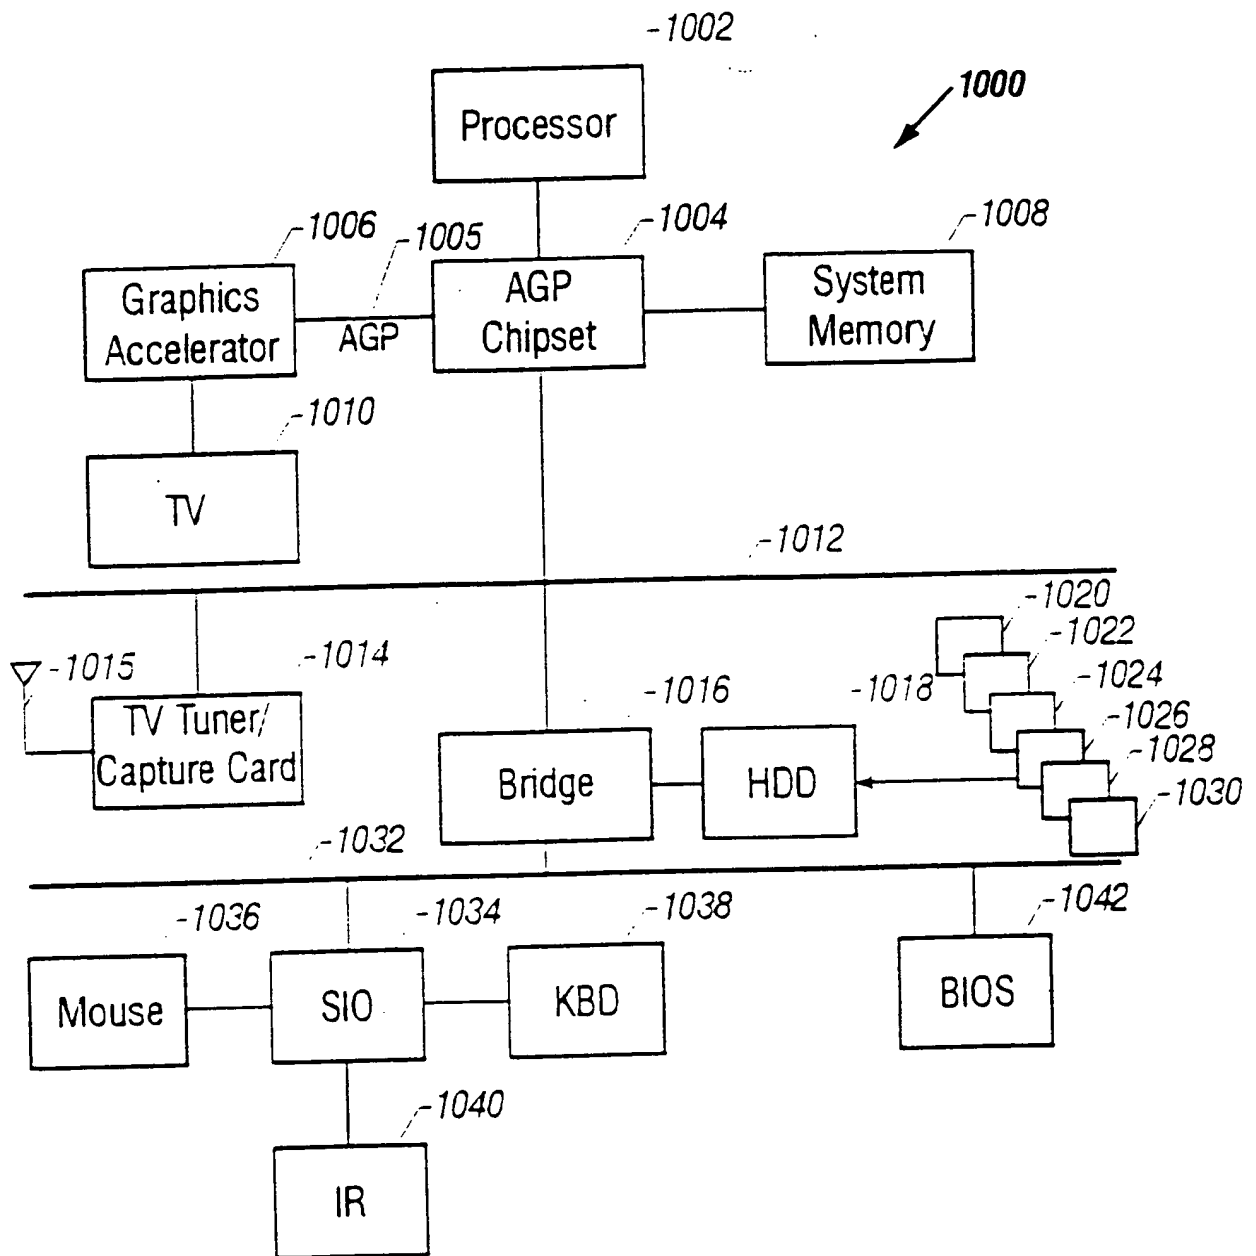 -1002
1000
Processor
-1006
-1005
-1004
-1008
Graphics
Accelerator
AGP
AGP
Chipset
System
Memory
-1010
TV
-1012
-1015
-1014
TV Tuner/
Capture Card
-1016
-1018
-1020
-1022
-1024
-1026
-1028
-1030
Bridge
HDD
-1032
-1036
-1034
-1038
-1042
Mouse
SIO
KBD
BIOS
-1040
IR